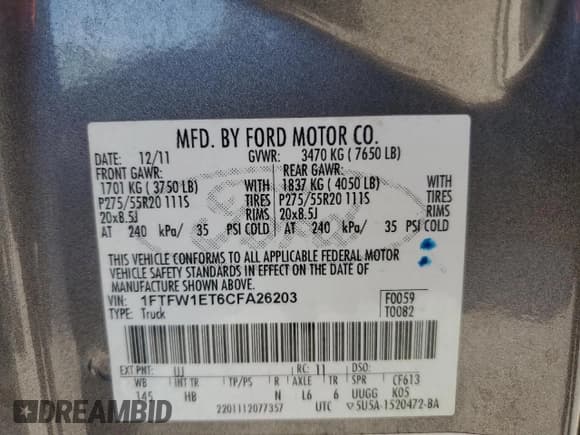 MFD. BY FORD MOTOR CO.
DATE: 12/11 GVWR: 3470 KG ( 7650 LB)
FRONT GAWR: REAR GAWR:
1701 KG ( 3750 LB) WITH 1837 KG ( 4050 LB) WITH
P275/55R20 111S TIRES P275/55R20 111S TIRES
20x8.5J RIMS 20x8.5J RIMS
AT 240 kPa/ 35 PSI COLD AT 240 kPa/ 35 PSI COLD
THIS VEHICLE CONFORMS TO ALL APPLICABLE FEDERAL MOTOR
VEHICLE SAFETY STANDARDS IN EFFECT ON THE DATE OF
MANUFACTURE SHOWN ABOVE.
VIN: 1FTFW1ET6CFA26203 F0059
TYPE: Truck T0082
EXT PNT: UJ RC: 11 DSO:
WB INT TR TP/PS R AXLE TR SPR CF613
145 HB N L6 6 UUGG K05
2201112077357 UTC ▽5U5A-1520472-BA
DREAMBID